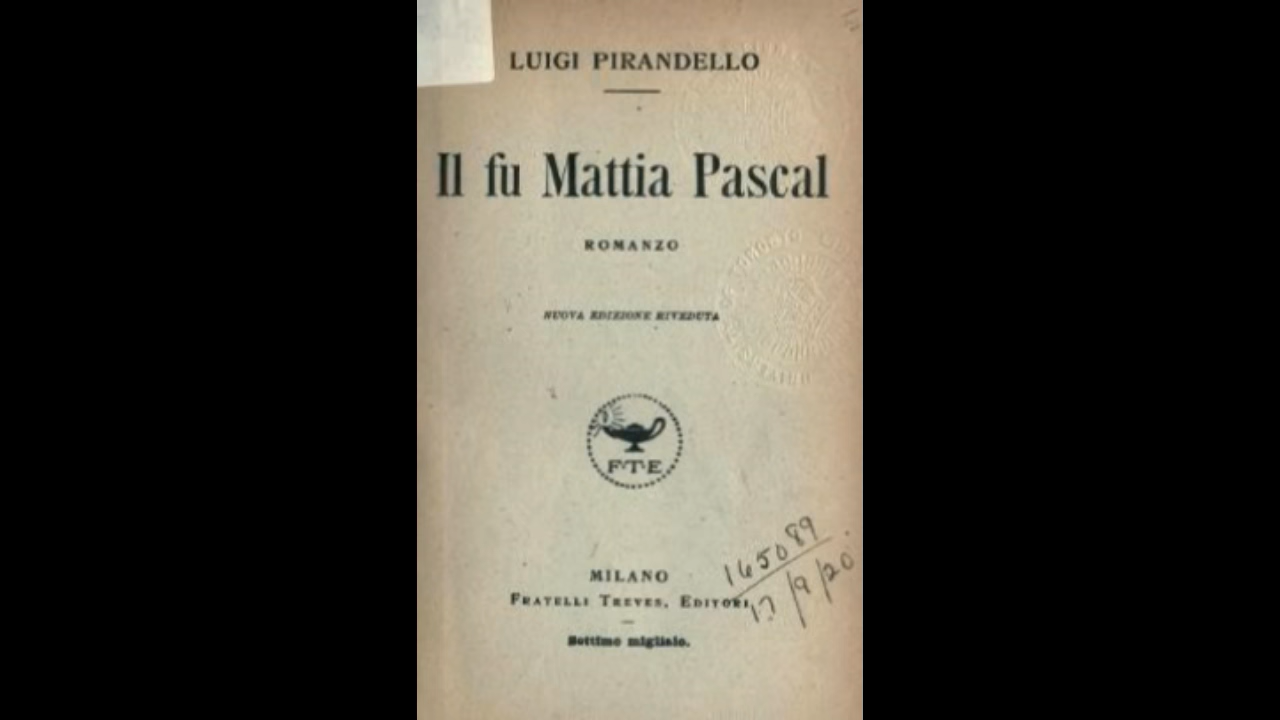 LUIGI PIRANDELLO
Il fu Mattia Pascal
ROMANZO
NUOVA EDIZIONE RIVEDUTA
F·T·E
MILANO
FRATELLI TREVES, EDITORI
Settimo migliaio.
165089
17/9/20